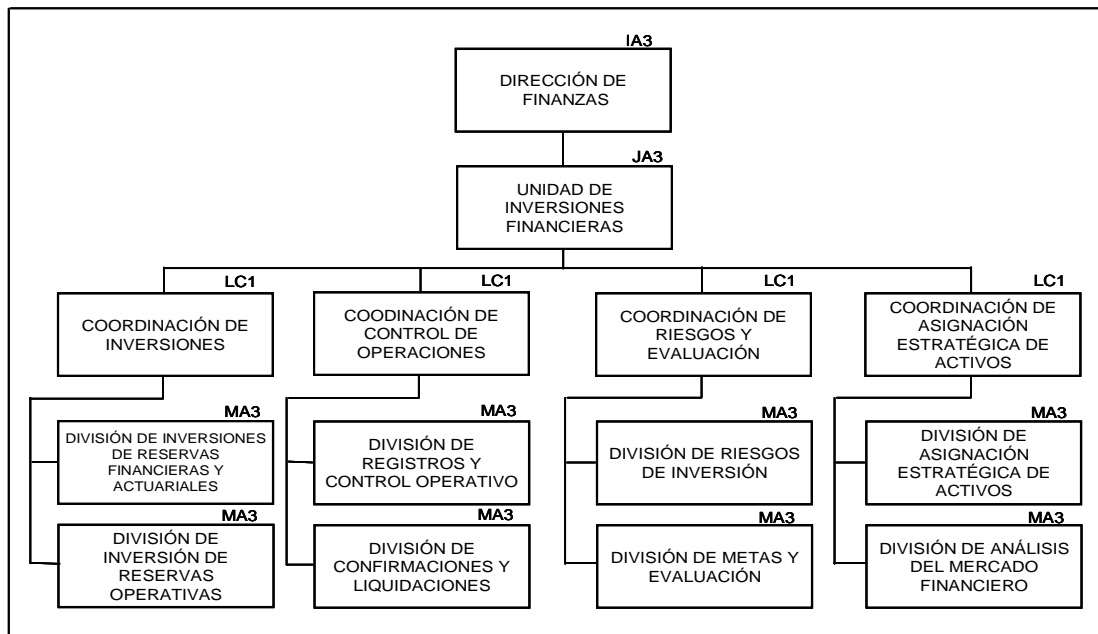 IA3
DIRECCIÓN DE
FINANZAS
JA3
UNIDAD DE
INVERSIONES
FINANCIERAS
LC1
COORDINACIÓN DE
INVERSIONES
LC1
COODINACIÓN DE
CONTROL DE
OPERACIONES
LC1
COORDINACIÓN DE
RIESGOS Y
EVALUACIÓN
LC1
COORDINACIÓN DE
ASIGNACIÓN
ESTRATÉGICA DE
ACTIVOS
MA3
DIVISIÓN DE INVERSIONES
DE RESERVAS
FINANCIERAS Y
ACTUARIALES
MA3
DIVISIÓN DE
REGISTROS Y
CONTROL OPERATIVO
MA3
DIVISIÓN DE RIESGOS
DE INVERSIÓN
MA3
DIVISIÓN DE
ASIGNACIÓN
ESTRATÉGICA DE
ACTIVOS
MA3
DIVISIÓN DE
INVERSIÓN DE
RESERVAS
OPERATIVAS
MA3
DIVISIÓN DE
CONFIRMACIONES Y
LIQUIDACIONES
MA3
DIVISIÓN DE METAS Y
EVALUACIÓN
MA3
DIVISIÓN DE ANÁLISIS
DEL MERCADO
FINANCIERO